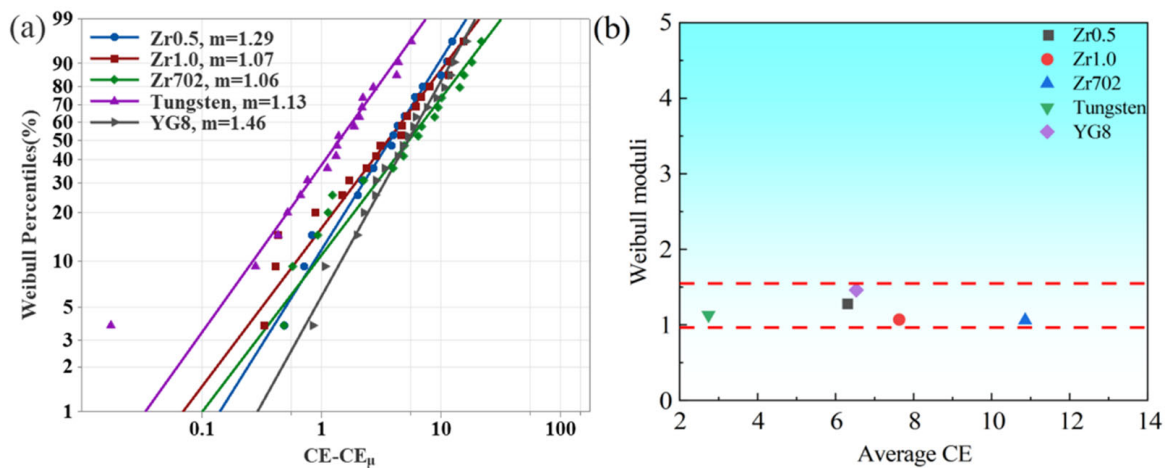 (a)
99
90
80
70
60
50
40
30
20
10
5
3
2
1
Weibull Percentiles(%)
Zr0.5, m=1.29
Zr1.0, m=1.07
Zr702, m=1.06
Tungsten, m=1.13
YG8, m=1.46
0.1 1 10 100
CE-CEμ
(b)
5
4
3
2
1
0
Weibull moduli
Zr0.5
Zr1.0
Zr702
Tungsten
YG8
2 4 6 8 10 12 14
Average CE